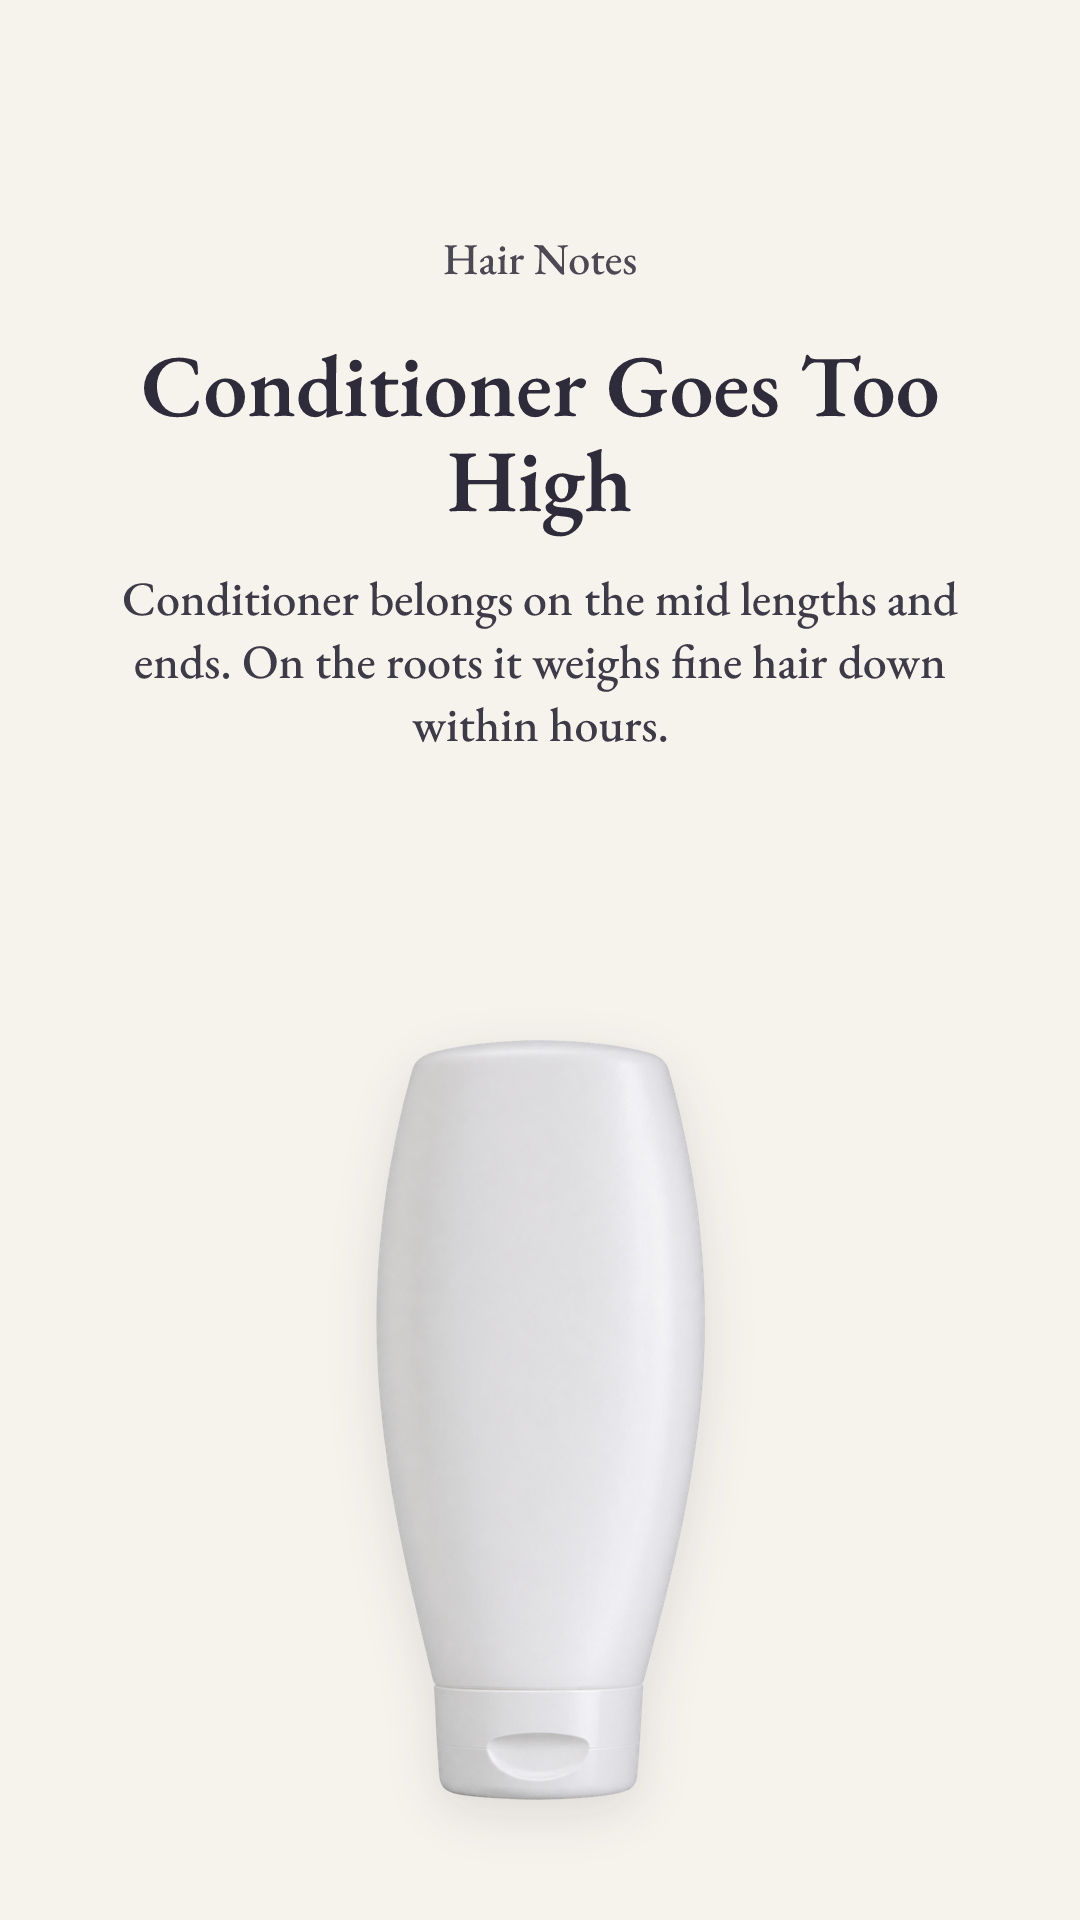 Hair Notes
Conditioner Goes Too
High
Conditioner belongs on the mid lengths and
ends. On the roots it weighs fine hair down
within hours.